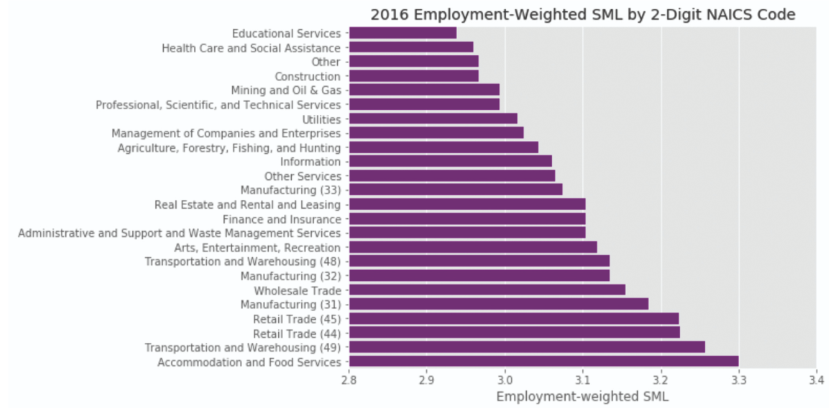 2016 Employment-Weighted SML by 2-Digit NAICS Code
Educational Services
Health Care and Social Assistance
Other
Construction
Mining and Oil & Gas
Professional, Scientific, and Technical Services
Utilities
Management of Companies and Enterprises
Agriculture, Forestry, Fishing, and Hunting
Information
Other Services
Manufacturing (33)
Real Estate and Rental and Leasing
Finance and Insurance
Administrative and Support and Waste Management Services
Arts, Entertainment, Recreation
Transportation and Warehousing (48)
Manufacturing (32)
Wholesale Trade
Manufacturing (31)
Retail Trade (45)
Retail Trade (44)
Transportation and Warehousing (49)
Accommodation and Food Services
2.8 2.9 3.0 3.1 3.2 3.3 3.4
Employment-weighted SML